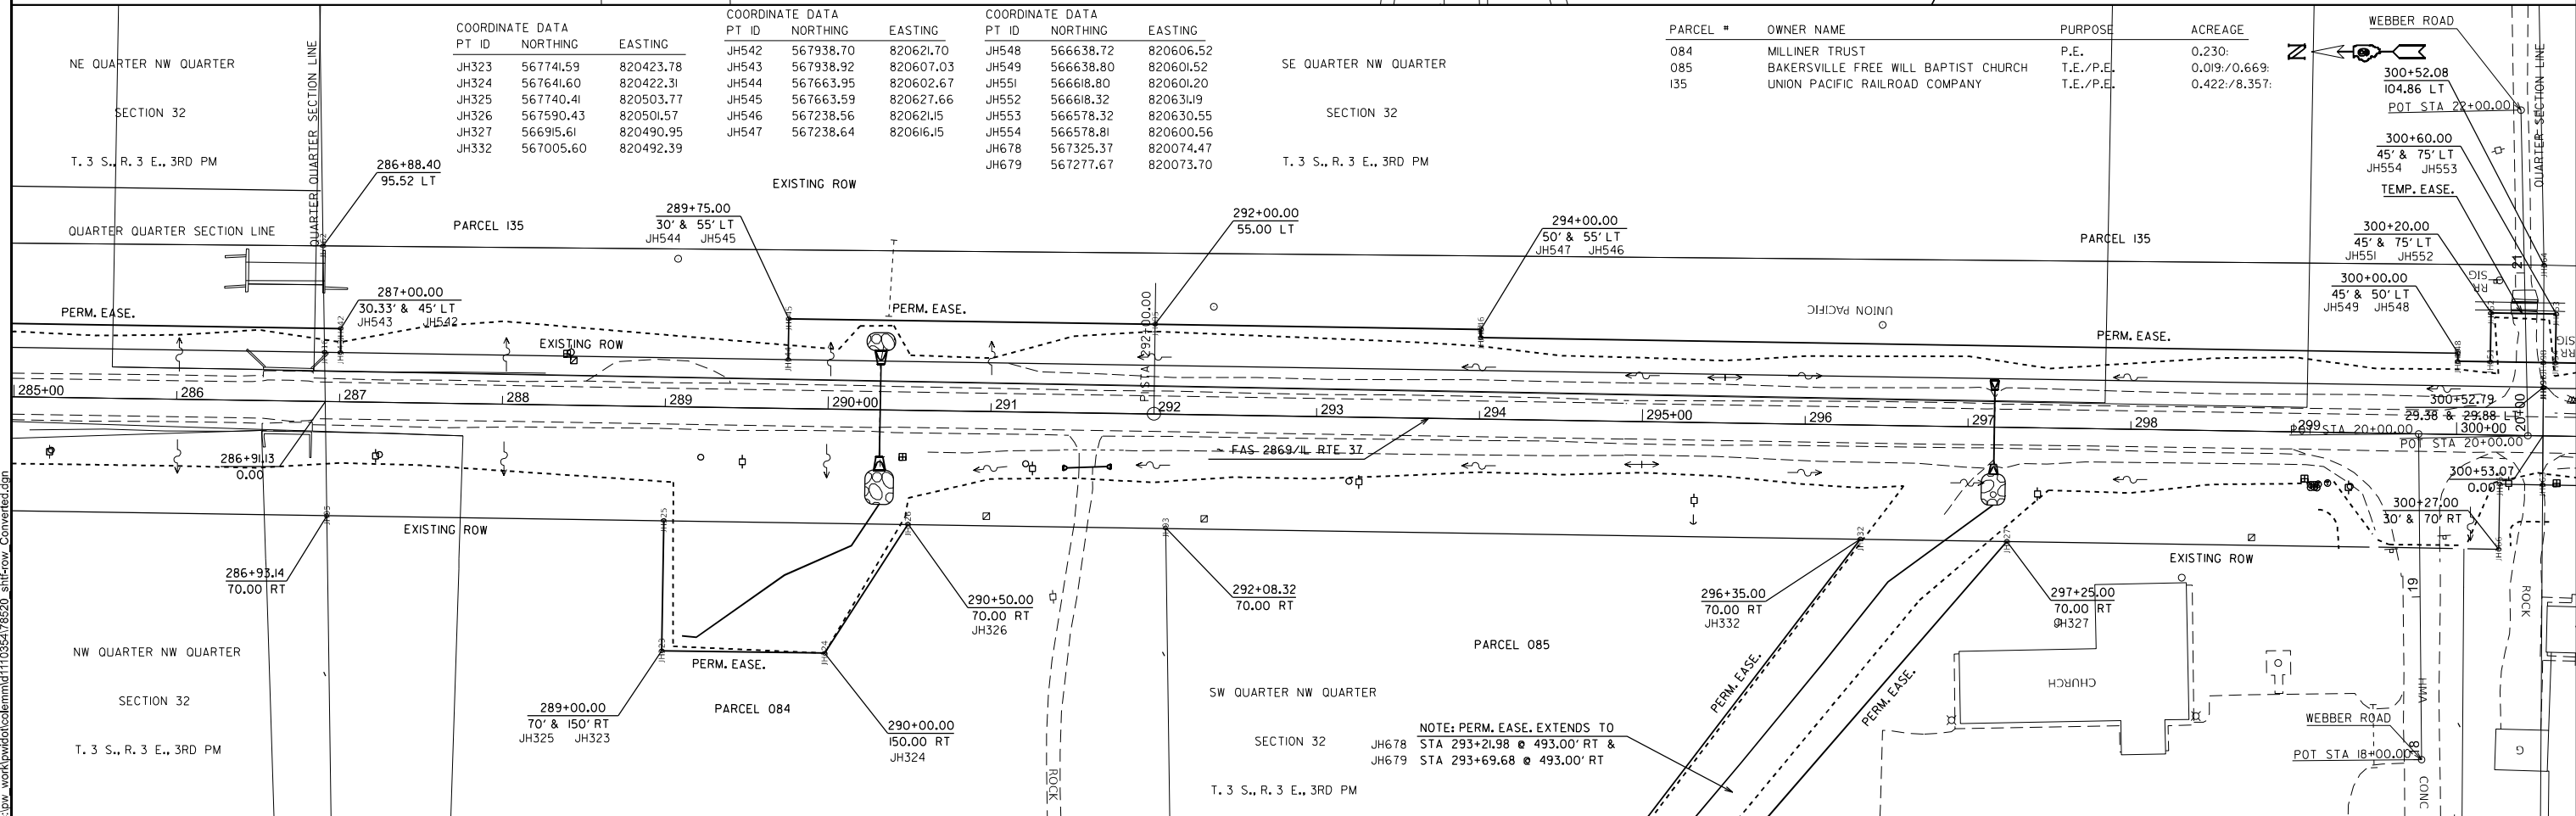 COORDINATE DATA
PT ID NORTHING EASTING
JH323 567741.59 820423.78
JH324 567641.60 820422.31
JH325 567740.41 820503.77
JH326 567590.43 820501.57
JH327 566915.61 820490.95
JH332 567005.60 820492.39
COORDINATE DATA
PT ID NORTHING EASTING
JH542 567938.70 820621.70
JH543 567938.92 820607.03
JH544 567663.95 820602.67
JH545 567663.59 820627.66
JH546 567238.56 820621.15
JH547 567238.64 820616.15
COORDINATE DATA
PT ID NORTHING EASTING
JH548 566638.72 820606.52
JH549 566638.80 820601.52
JH551 566618.80 820601.20
JH552 566618.32 820631.19
JH553 566578.32 820630.55
JH554 566578.81 820600.56
JH678 567325.37 820074.47
JH679 567277.67 820073.70
PARCEL # OWNER NAME PURPOSE ACREAGE
084 MILLINER TRUST P.E. 0.230±
085 BAKERSVILLE FREE WILL BAPTIST CHURCH T.E./P.E. 0.019±/0.669±
135 UNION PACIFIC RAILROAD COMPANY T.E./P.E. 0.422±/8.357±
NE QUARTER NW QUARTER
SECTION 32
T. 3 S., R. 3 E., 3RD PM
QUARTER QUARTER SECTION LINE
QUARTER QUARTER SECTION LINE
SE QUARTER NW QUARTER
SECTION 32
T. 3 S., R. 3 E., 3RD PM
N
WEBBER ROAD
QUARTER SECTION LINE
300+52.08
104.86 LT
POT STA 22+00.00
300+60.00
45' & 75' LT
JH554 JH553
TEMP. EASE.
300+20.00
45' & 75' LT
JH551 JH552
300+00.00
45' & 50' LT
JH549 JH548
286+88.40
95.52 LT
EXISTING ROW
PARCEL 135
289+75.00
30' & 55' LT
JH544 JH545
292+00.00
55.00 LT
294+00.00
50' & 55' LT
JH547 JH546
PARCEL 135
287+00.00
30.33' & 45' LT
JH543 JH542
PERM. EASE.
PERM. EASE.
UNION PACIFIC
PERM. EASE.
RR SIG
21
RR SIG
EXISTING ROW
PI STA 292+00.00
285+00
286
287
288
289
290+00
291
292
293
294
295+00
296
297
298
299
300+00
20+00
300+52.79
29.38 & 29.88 LT
POT STA 20+00.00
POT STA 20+00.00
286+91.13
0.00
FAS 2869/IL RTE 37
300+53.07
0.00
300+27.00
30' & 70' RT
EXISTING ROW
EXISTING ROW
286+93.14
70.00 RT
290+50.00
70.00 RT
JH326
292+08.32
70.00 RT
296+35.00
70.00 RT
JH332
297+25.00
70.00 RT
JH327
19
ROCK
NW QUARTER NW QUARTER
SECTION 32
T. 3 S., R. 3 E., 3RD PM
PERM. EASE.
PARCEL 084
289+00.00
70' & 150' RT
JH325 JH323
290+00.00
150.00 RT
JH324
ROCK
PARCEL 085
SW QUARTER NW QUARTER
SECTION 32
T. 3 S., R. 3 E., 3RD PM
NOTE: PERM. EASE. EXTENDS TO
JH678 STA 293+21.98 @ 493.00' RT &
JH679 STA 293+69.68 @ 493.00' RT
PERM. EASE.
PERM. EASE.
CHURCH
HMA
WEBBER ROAD
POT STA 18+00.00
18
CONC
G